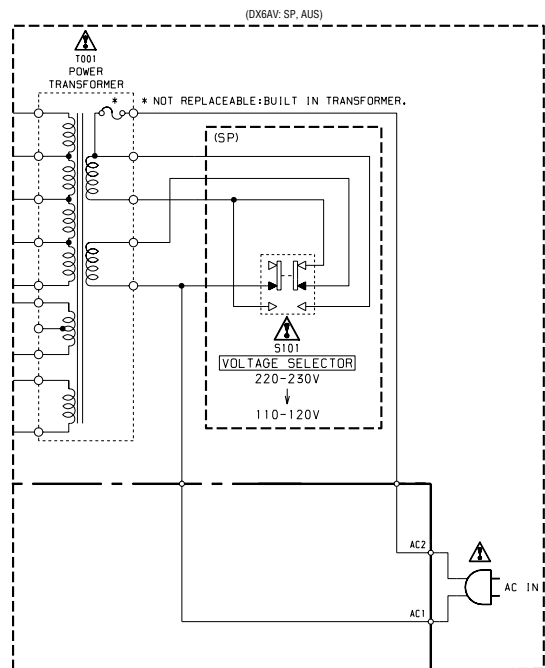 (DX6AV: SP, AUS)
T001
POWER
TRANSFORMER
*
* NOT REPLACEABLE:BUILT IN TRANSFORMER.
(SP)
S101
VOLTAGE SELECTOR
220-230V
110-120V
AC2
AC IN
AC1